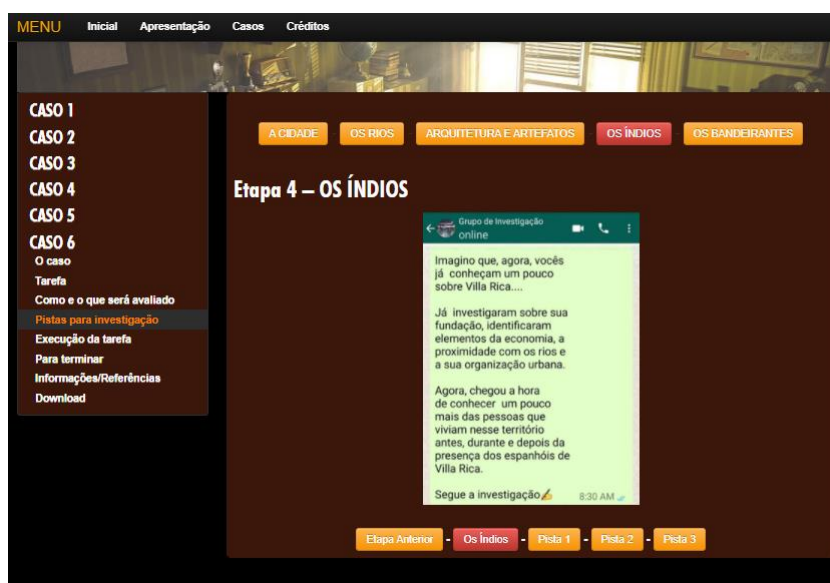 MENU Inicial Apresentação Casos Créditos
CASO 1
CASO 2
CASO 3
CASO 4
CASO 5
CASO 6
O caso
Tarefa
Como e o que será avaliado
Pistas para investigação
Execução da tarefa
Para terminar
Informações/Referências
Download
A CIDADE - OS RIOS - ARQUITETURA E ARTEFATOS - OS ÍNDIOS - OS BANDEIRANTES
Etapa 4 – OS ÍNDIOS
Grupo de Investigação
online
Imagino que, agora, vocês
já conheçam um pouco
sobre Villa Rica....
Já investigaram sobre sua
fundação, identificaram
elementos da economia, a
proximidade com os rios e
a sua organização urbana.
Agora, chegou a hora
de conhecer um pouco
mais das pessoas que
viviam nesse território
antes, durante e depois da
presença dos espanhóis de
Villa Rica.
Segue a investigação✍ 8:30 AM
Etapa Anterior - Os Índios - Pista 1 - Pista 2 - Pista 3